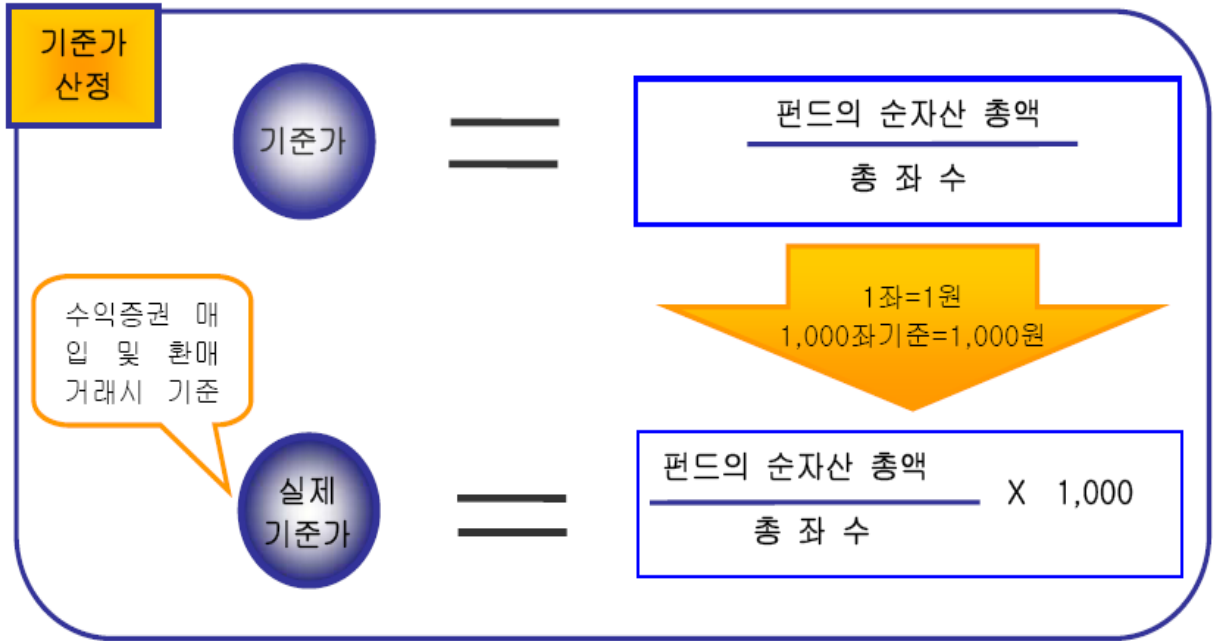 기준가
산정
기준가
펀드의 순자산 총액
총 좌 수
1좌=1원
1,000좌기준=1,000원
수익증권 매
입 및 환매
거래시 기준
실제
기준가
펀드의 순자산 총액
총 좌 수
X 1,000